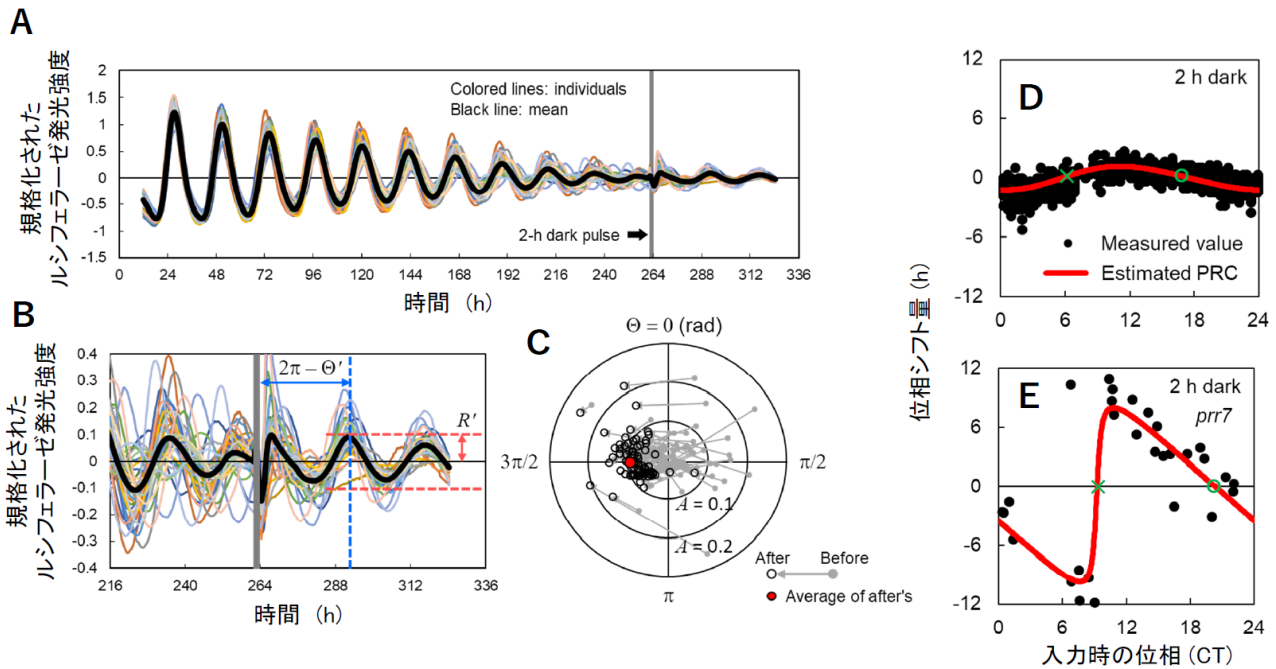 A
規格化された
ルシフェラーゼ発光強度
2
1.5
1
0.5
0
-0.5
-1
-1.5
Colored lines: individuals
Black line: mean
2-h dark pulse
0 24 48 72 96 120 144 168 192 216 240 264 288 312 336
時間 (h)
B
規格化された
ルシフェラーゼ発光強度
0.4
0.3
0.2
0.1
0
-0.1
-0.2
-0.3
-0.4
2π − Θ′
R′
216 240 264 288 312 336
時間 (h)
C
Θ = 0 (rad)
3π/2
π/2
A = 0.1
A = 0.2
π
After Before
Average of after's
位相シフト量 (h)
D
2 h dark
12
6
0
-6
-12
Measured value
Estimated PRC
0 6 12 18 24
E
2 h dark
prr7
12
6
0
-6
-12
0 6 12 18 24
入力時の位相 (CT)